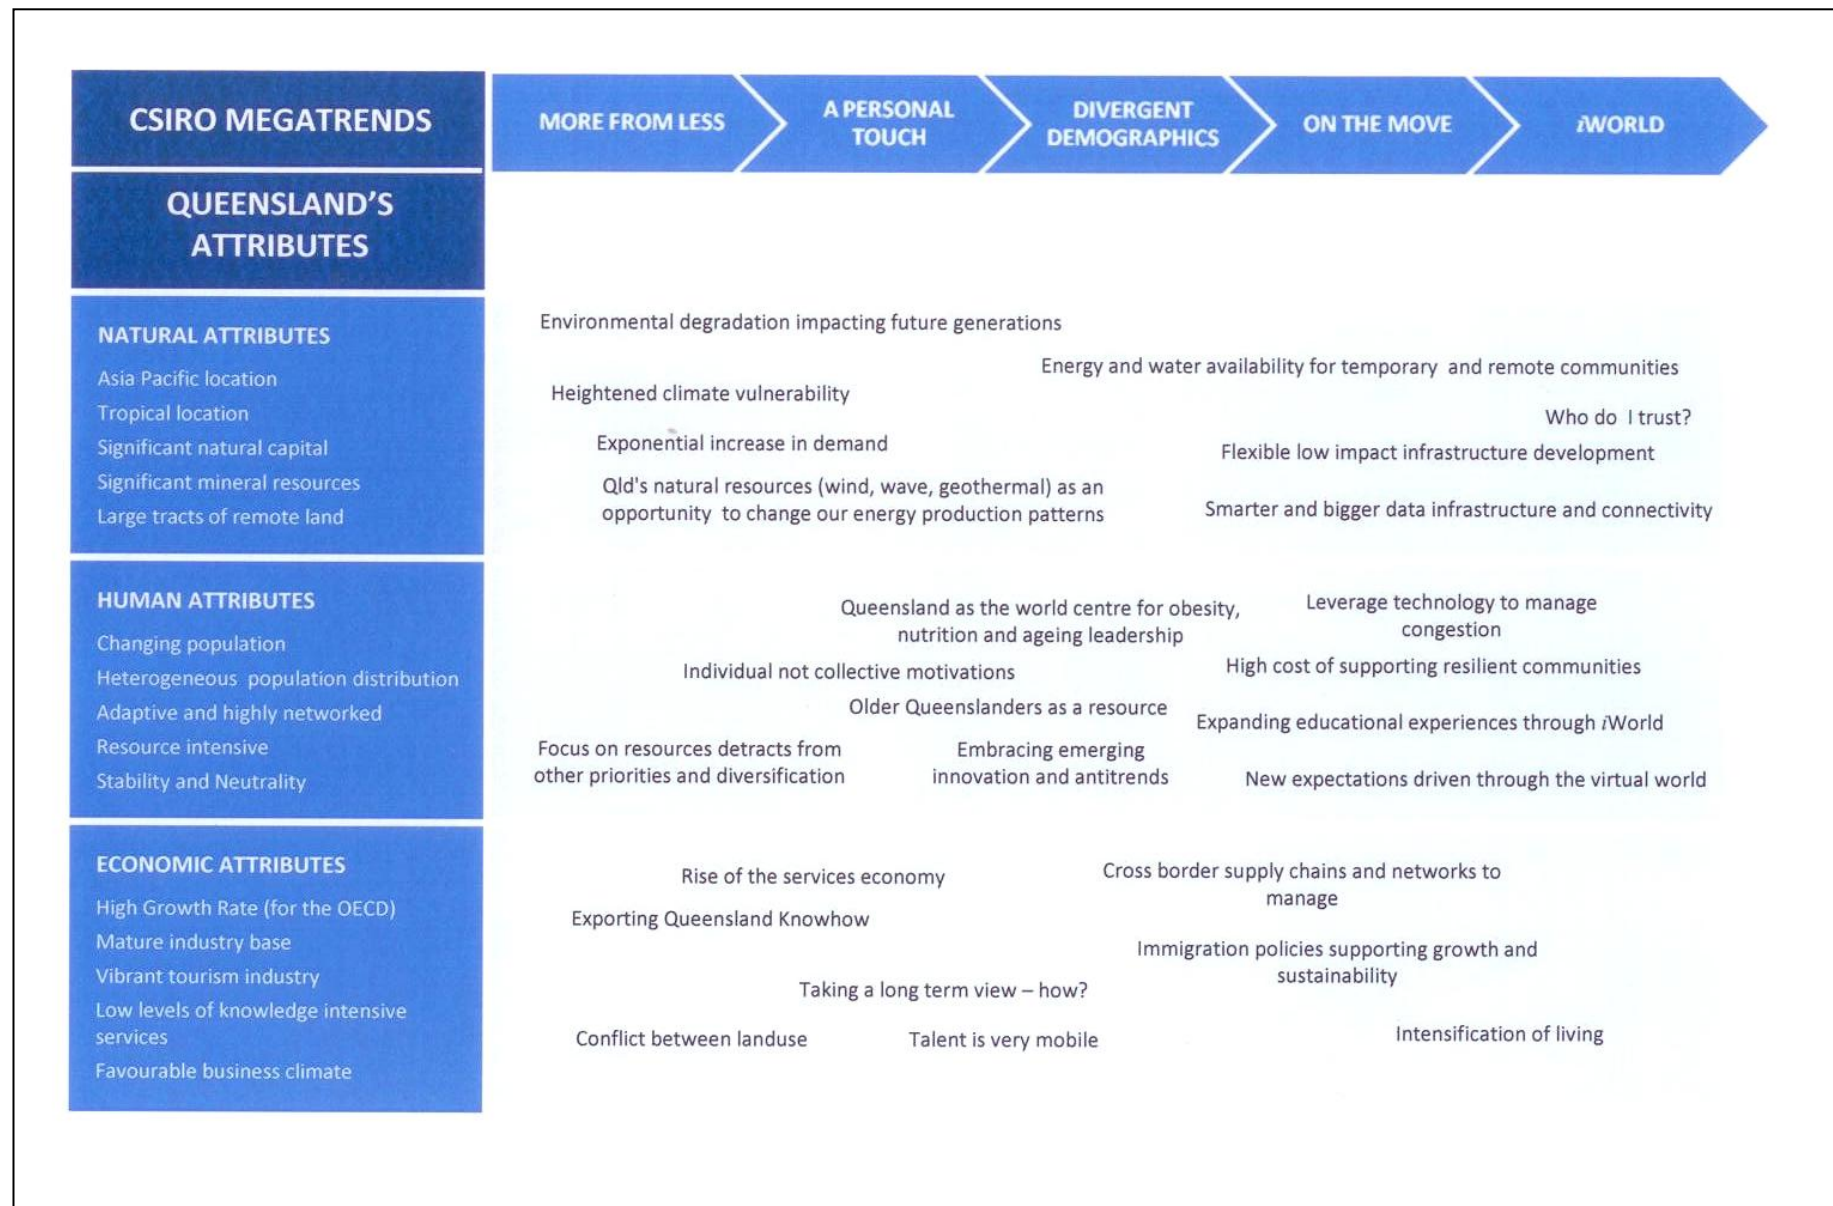 CSIRO MEGATRENDS
MORE FROM LESS
A PERSONAL
TOUCH
DIVERGENT
DEMOGRAPHICS
ON THE MOVE
iWORLD
QUEENSLAND'S
ATTRIBUTES
NATURAL ATTRIBUTES
Asia Pacific location
Tropical location
Significant natural capital
Significant mineral resources
Large tracts of remote land
Environmental degradation impacting future generations
Energy and water availability for temporary and remote communities
Heightened climate vulnerability
Who do I trust?
Exponential increase in demand
Flexible low impact infrastructure development
Qld's natural resources (wind, wave, geothermal) as an
opportunity to change our energy production patterns
Smarter and bigger data infrastructure and connectivity
HUMAN ATTRIBUTES
Changing population
Heterogeneous population distribution
Adaptive and highly networked
Resource intensive
Stability and Neutrality
Queensland as the world centre for obesity,
nutrition and ageing leadership
Leverage technology to manage
congestion
Individual not collective motivations
High cost of supporting resilient communities
Older Queenslanders as a resource
Expanding educational experiences through iWorld
Focus on resources detracts from
other priorities and diversification
Embracing emerging
innovation and antitrends
New expectations driven through the virtual world
ECONOMIC ATTRIBUTES
High Growth Rate (for the OECD)
Mature industry base
Vibrant tourism industry
Low levels of knowledge intensive
services
Favourable business climate
Rise of the services economy
Cross border supply chains and networks to
manage
Exporting Queensland Knowhow
Immigration policies supporting growth and
sustainability
Taking a long term view – how?
Conflict between landuse
Talent is very mobile
Intensification of living